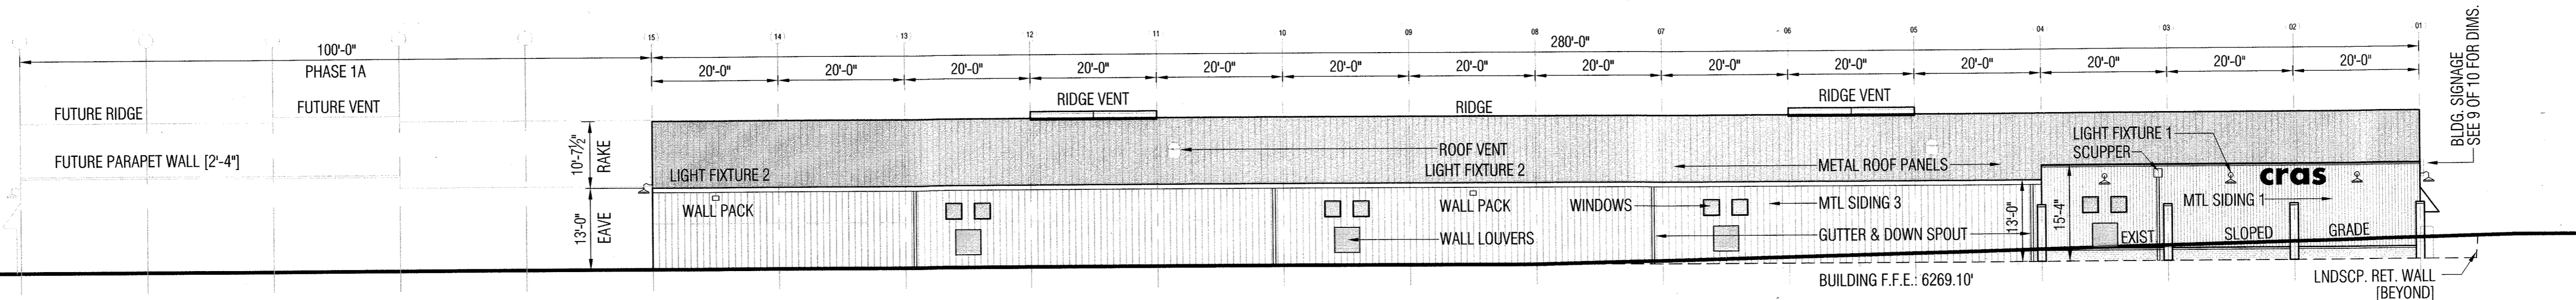 15 14 13 12 11 10 09 08 07 06 05 04 03 02 01
100'-0" 280'-0"
PHASE 1A
20'-0" 20'-0" 20'-0" 20'-0" 20'-0" 20'-0" 20'-0" 20'-0" 20'-0" 20'-0" 20'-0" 20'-0" 20'-0" 20'-0"
BLDG. SIGNAGE
SEE 9 OF 10 FOR DIMS.
FUTURE RIDGE
FUTURE VENT
RIDGE VENT
RIDGE
RIDGE VENT
FUTURE PARAPET WALL [2'-4"]
10'-7½"
RAKE
ROOF VENT
LIGHT FIXTURE 1
SCUPPER
LIGHT FIXTURE 2
LIGHT FIXTURE 2
METAL ROOF PANELS
cras
WALL PACK
WALL PACK
WINDOWS
MTL SIDING 3
MTL SIDING 1
13'-0"
EAVE
13'-0"
15'-4"
WALL LOUVERS
GUTTER & DOWN SPOUT
EXIST
SLOPED
GRADE
BUILDING F.F.E.: 6269.10'
LNDSCP. RET. WALL
[BEYOND]